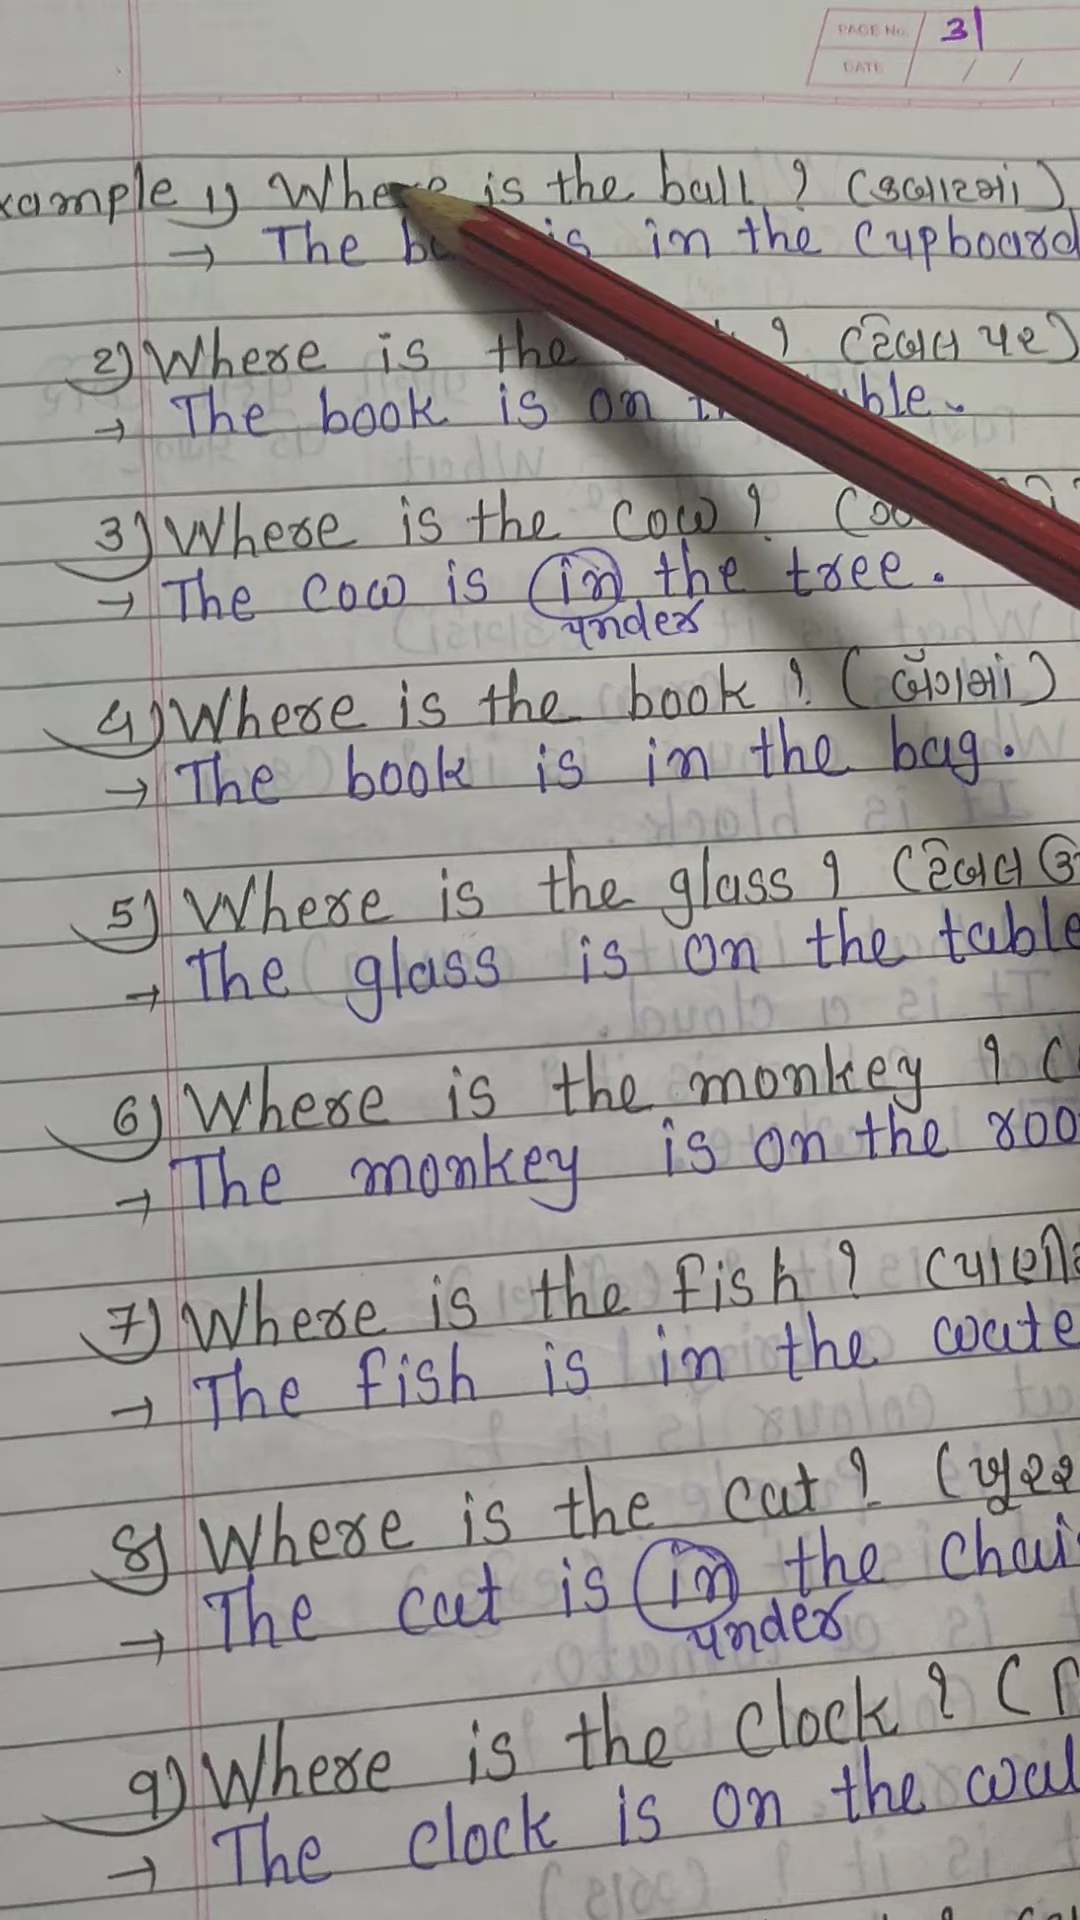 PAGE No. 31
DATE / /
xample 1) Where is the ball ? (કબાટમાં)
→ The is in the cupboard
2) Where is the ? (ટેબલ પર)
→ The book is on
3) Where is the cow ?
→ The cow is in the tree.
under
4) Where is the book ? (બૅગમાં)
→ The book is in the bag.
5) Where is the glass ? (ટેબલ
→ The glass is on the table
6) Where is the monkey ? (
→ The monkey is on the roo
7) Where is the fish ? (પાણી
→ The fish is in the wate
8) Where is the cat ? (
→ The cat is in the chai
under
9) Where is the clock ? (
→ The clock is on the wal